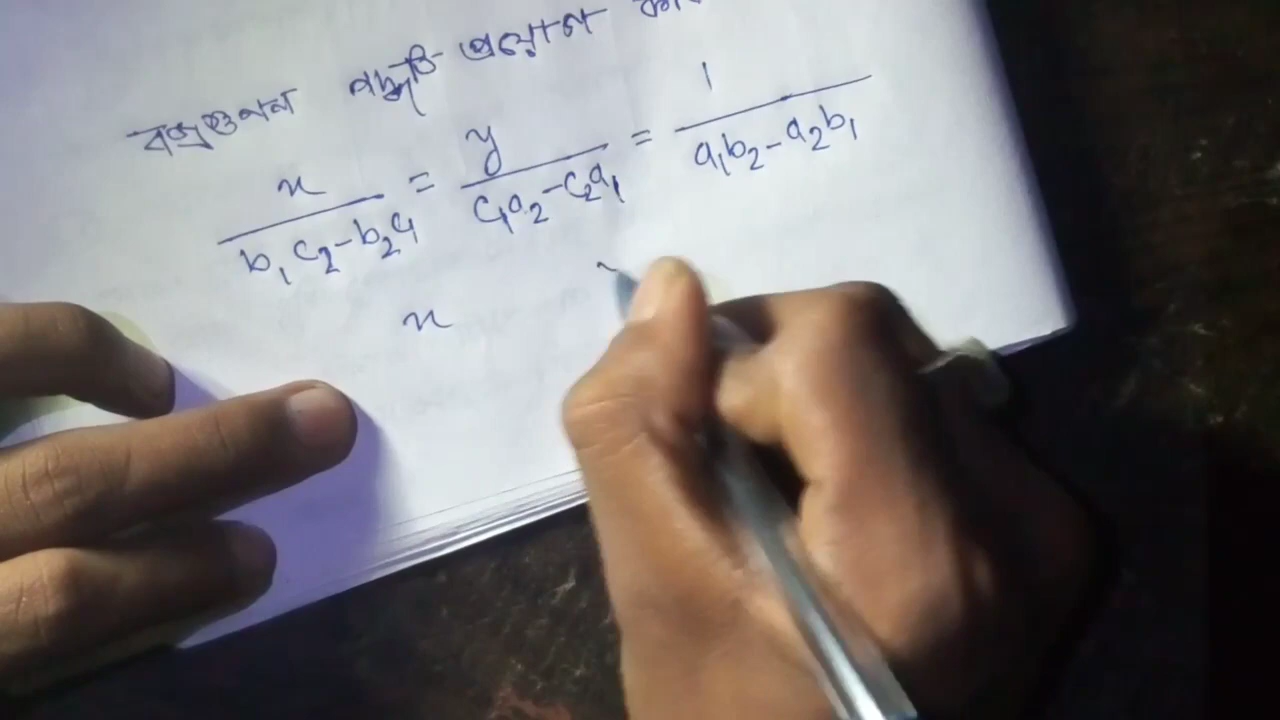 বজ্রগুণন পদ্ধতি প্রয়োগ করে
x/(b₁c₂-b₂c₁) = y/(c₁a₂-c₂a₁) = 1/(a₁b₂-a₂b₁)
x